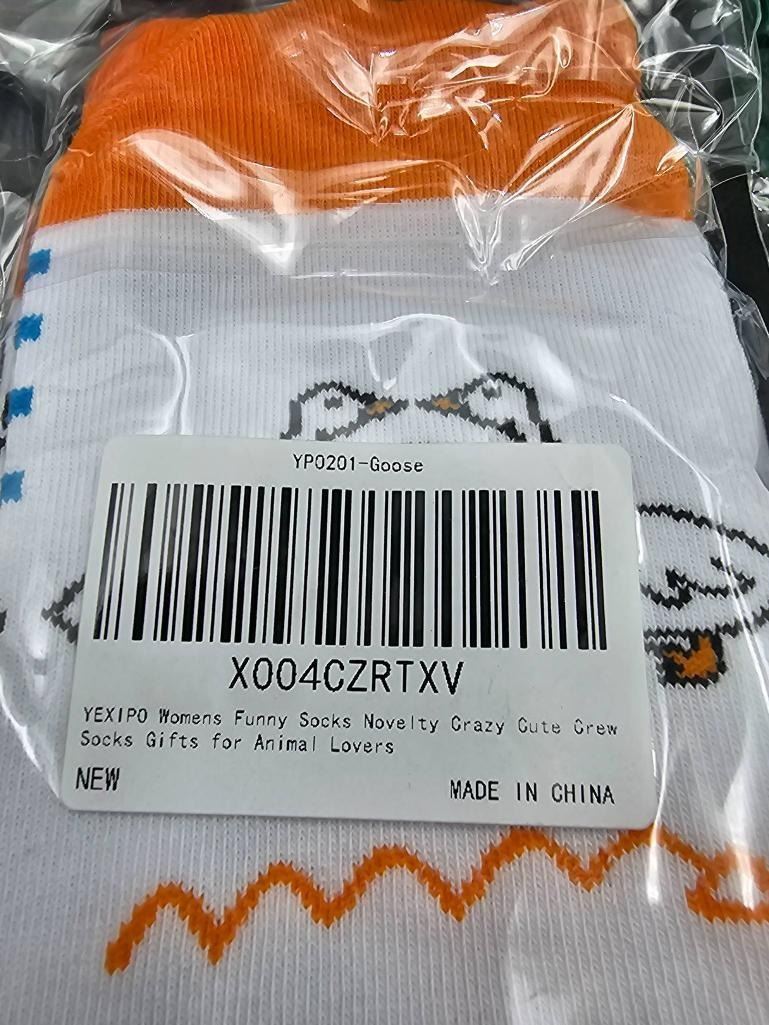 YP0201-Goose
X004CZRTXV
YEXIPO Womens Funny Socks Novelty Crazy Cute Crew
Socks Gifts for Animal Lovers
NEW
MADE IN CHINA